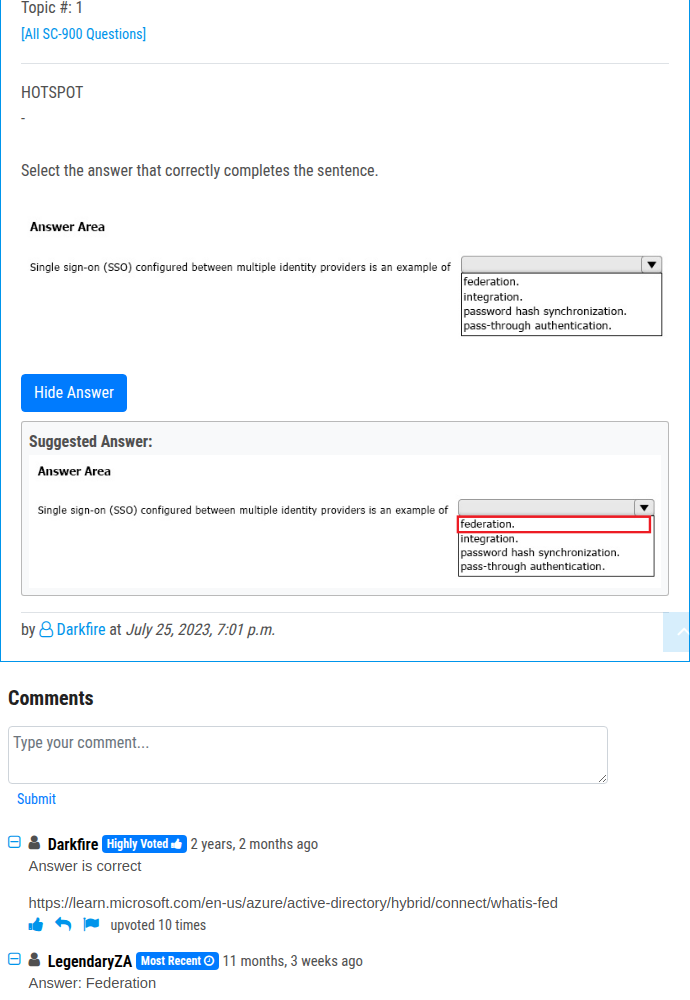 Topic #: 1
[All SC-900 Questions]
HOTSPOT
-
Select the answer that correctly completes the sentence.
Answer Area
Single sign-on (SSO) configured between multiple identity providers is an example of
federation.
integration.
password hash synchronization.
pass-through authentication.
Hide Answer
Suggested Answer:
Answer Area
Single sign-on (SSO) configured between multiple identity providers is an example of
federation.
integration.
password hash synchronization.
pass-through authentication.
by Darkfire at July 25, 2023, 7:01 p.m.
Comments
Type your comment...
Submit
Darkfire Highly Voted 2 years, 2 months ago
Answer is correct
https://learn.microsoft.com/en-us/azure/active-directory/hybrid/connect/whatis-fed
upvoted 10 times
LegendaryZA Most Recent 11 months, 3 weeks ago
Answer: Federation